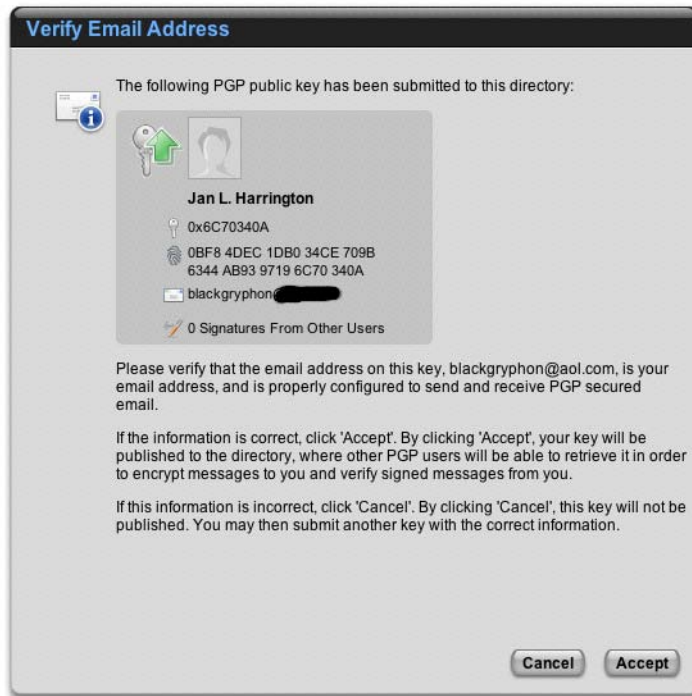 Verify Email Address
The following PGP public key has been submitted to this directory:
Jan L. Harrington
0x6C70340A
0BF8 4DEC 1DB0 34CE 709B
6344 AB93 9719 6C70 340A
blackgryphon
0 Signatures From Other Users
Please verify that the email address on this key, blackgryphon@aol.com, is your
email address, and is properly configured to send and receive PGP secured
email.
If the information is correct, click 'Accept'. By clicking 'Accept', your key will be
published to the directory, where other PGP users will be able to retrieve it in order
to encrypt messages to you and verify signed messages from you.
If this information is incorrect, click 'Cancel'. By clicking 'Cancel', this key will not be
published. You may then submit another key with the correct information.
Cancel Accept